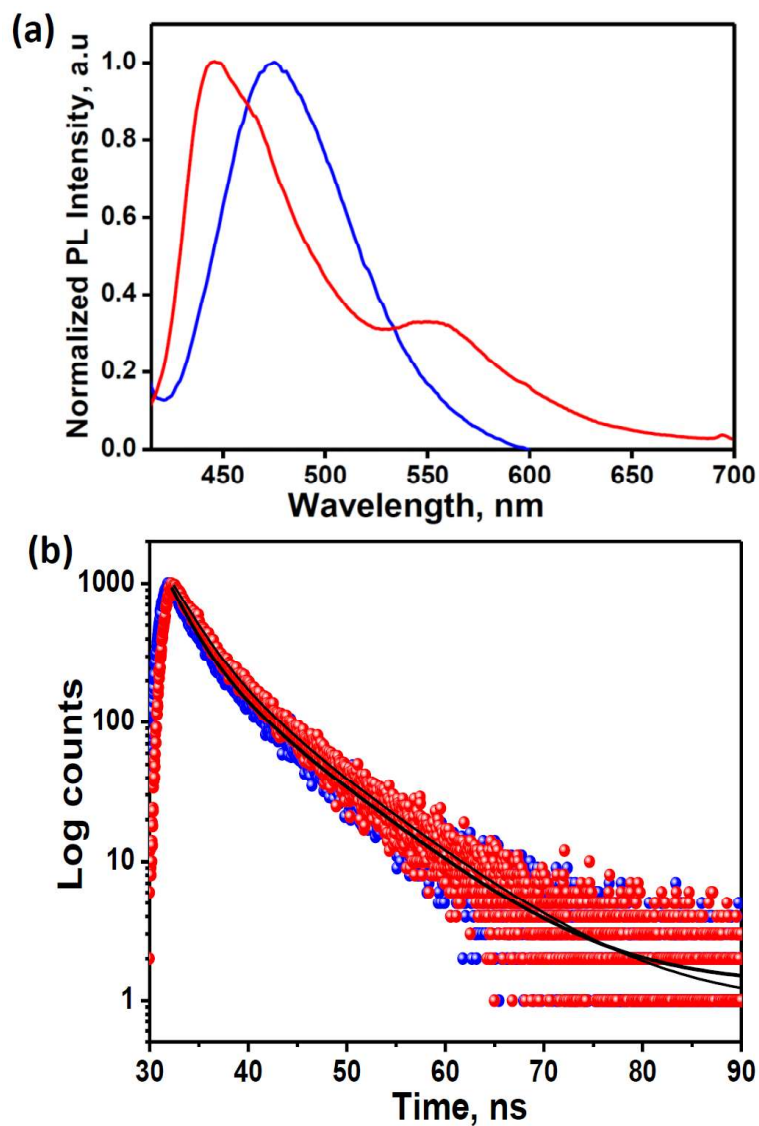 (a)
Normalized PL Intensity, a.u
1.0
0.8
0.6
0.4
0.2
0.0
450 500 550 600 650 700
Wavelength, nm
(b)
Log counts
1000
100
10
1
30 40 50 60 70 80 90
Time, ns